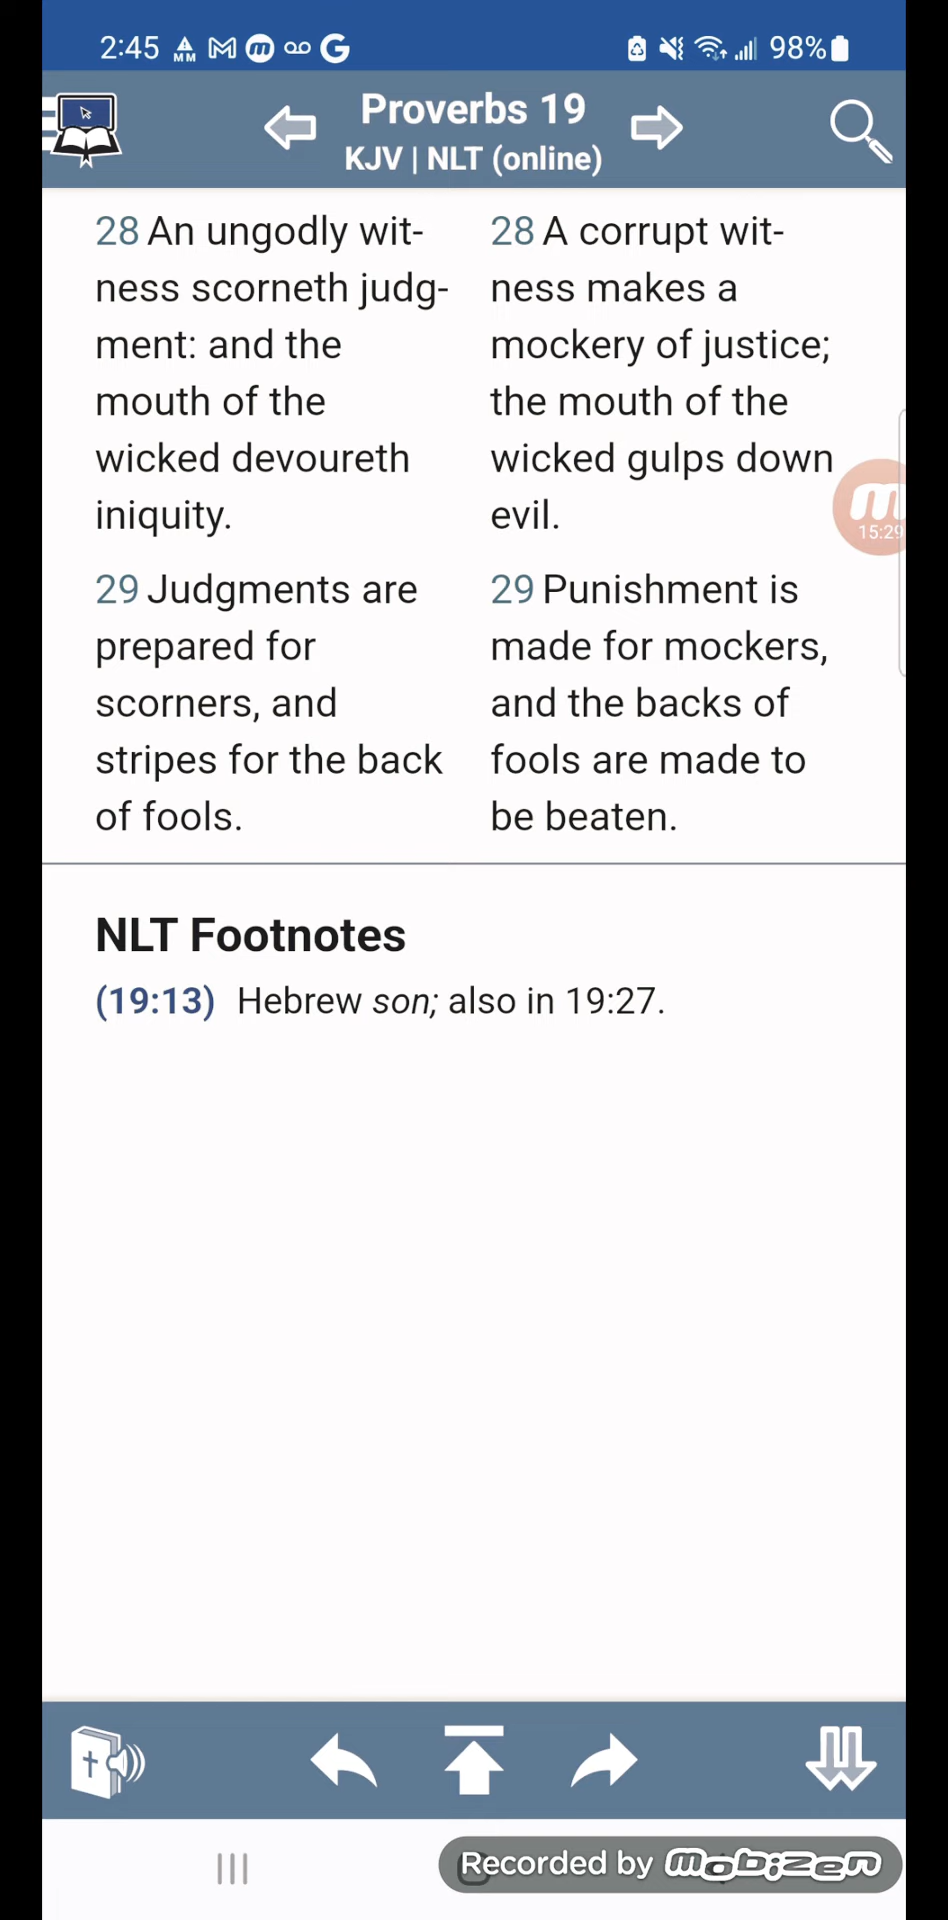 2:45 98%
Proverbs 19
KJV | NLT (online)
28 An ungodly wit-
ness scorneth judg-
ment: and the
mouth of the
wicked devoureth
iniquity.
29 Judgments are
prepared for
scorners, and
stripes for the back
of fools.
28 A corrupt wit-
ness makes a
mockery of justice;
the mouth of the
wicked gulps down
evil.
29 Punishment is
made for mockers,
and the backs of
fools are made to
be beaten.
15:29
NLT Footnotes
(19:13) Hebrew son; also in 19:27.
Recorded by mobizen